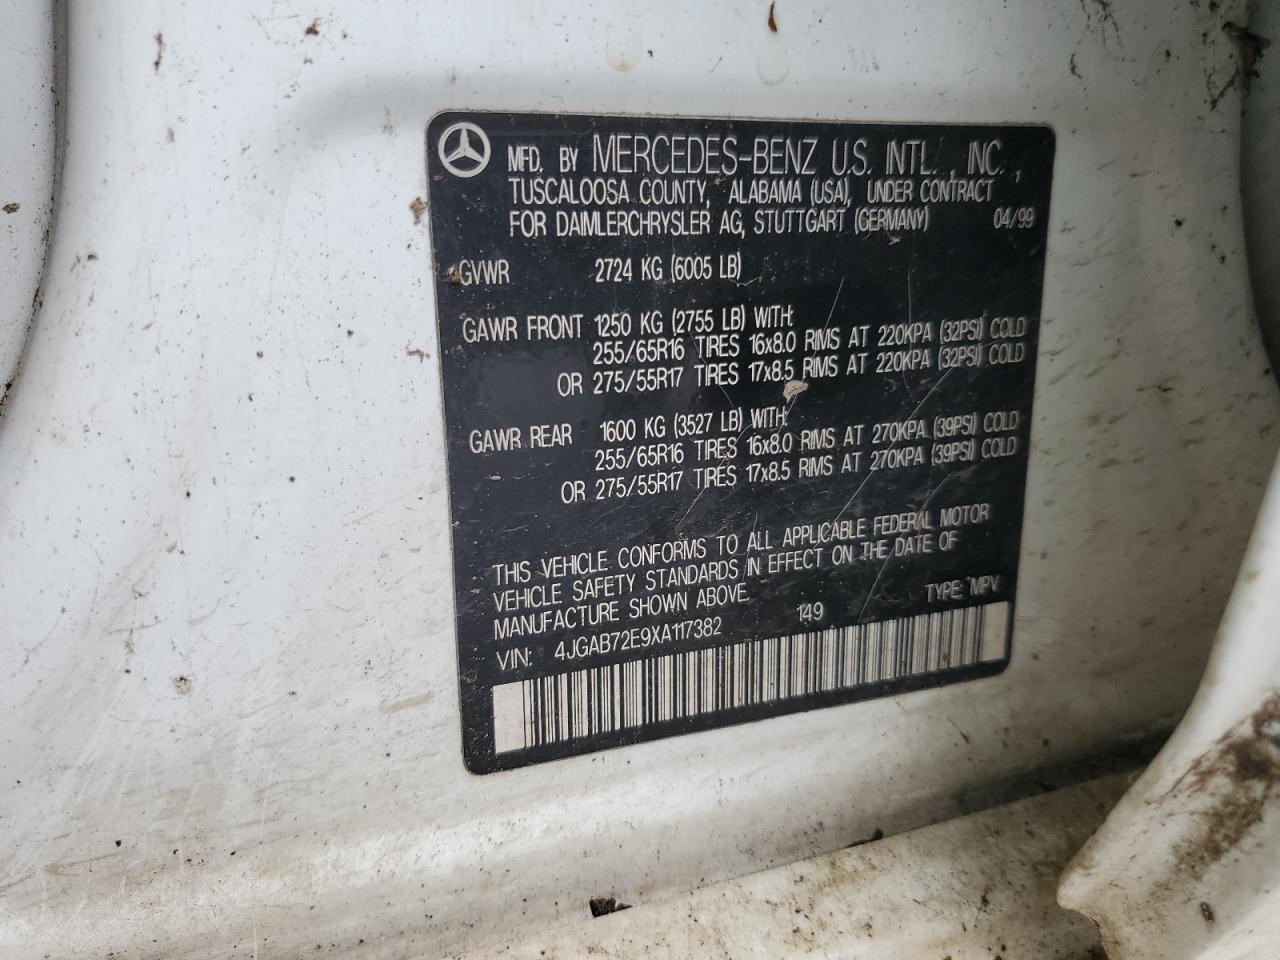 MFD. BY MERCEDES-BENZ U.S. INTL., INC.,
TUSCALOOSA COUNTY, ALABAMA (USA), UNDER CONTRACT
FOR DAIMLERCHRYSLER AG, STUTTGART (GERMANY) 04/99
GVWR 2724 KG (6005 LB)
GAWR FRONT 1250 KG (2755 LB) WITH:
255/65R16 TIRES 16x8.0 RIMS AT 220KPA (32PSI) COLD
OR 275/55R17 TIRES 17x8.5 RIMS AT 220KPA (32PSI) COLD
GAWR REAR 1600 KG (3527 LB) WITH:
255/65R16 TIRES 16x8.0 RIMS AT 270KPA (39PSI) COLD
OR 275/55R17 TIRES 17x8.5 RIMS AT 270KPA (39PSI) COLD
THIS VEHICLE CONFORMS TO ALL APPLICABLE FEDERAL MOTOR
VEHICLE SAFETY STANDARDS IN EFFECT ON THE DATE OF
MANUFACTURE SHOWN ABOVE.
VIN: 4JGAB72E9XA117382 149 TYPE: MPV